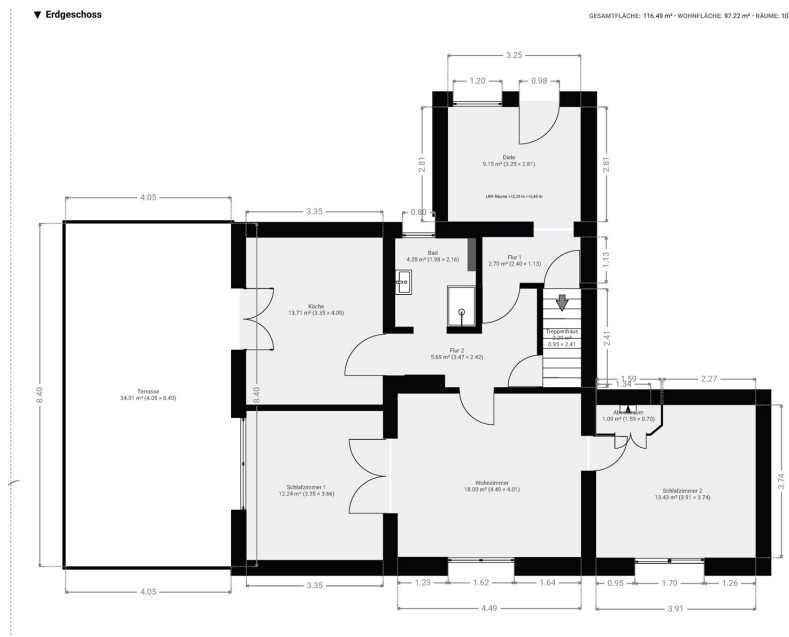 ▼ Erdgeschoss
GESAMTFLÄCHE: 116.49 m² • WOHNFLÄCHE: 97.22 m² • RÄUME: 10
3.25
1.20
0.98
Diele
9.15 m² (3.25 × 2.81)
2.81
2.81
4.05
3.35
0.80
Bad
4.28 m² (1.98 × 2.16)
Flur 1
2.70 m² (2.40 × 1.13)
1.13
Küche
13.71 m² (3.35 × 4.09)
Treppenhaus
2.29 m²
0.95 × 2.41
2.41
Flur 2
5.69 m² (3.47 × 2.42)
1.59
2.27
1.34
Terrasse
34.01 m² (4.05 × 8.40)
8.40
8.40
1.09 m² (1.59 × 0.70)
Schlafzimmer 1
12.24 m² (3.35 × 3.66)
Wohnzimmer
18.00 m² (4.49 × 4.01)
Schlafzimmer 2
13.43 m² (3.91 × 3.74)
3.74
4.05
3.35
1.23
1.62
1.64
0.95
1.70
1.26
4.49
3.91